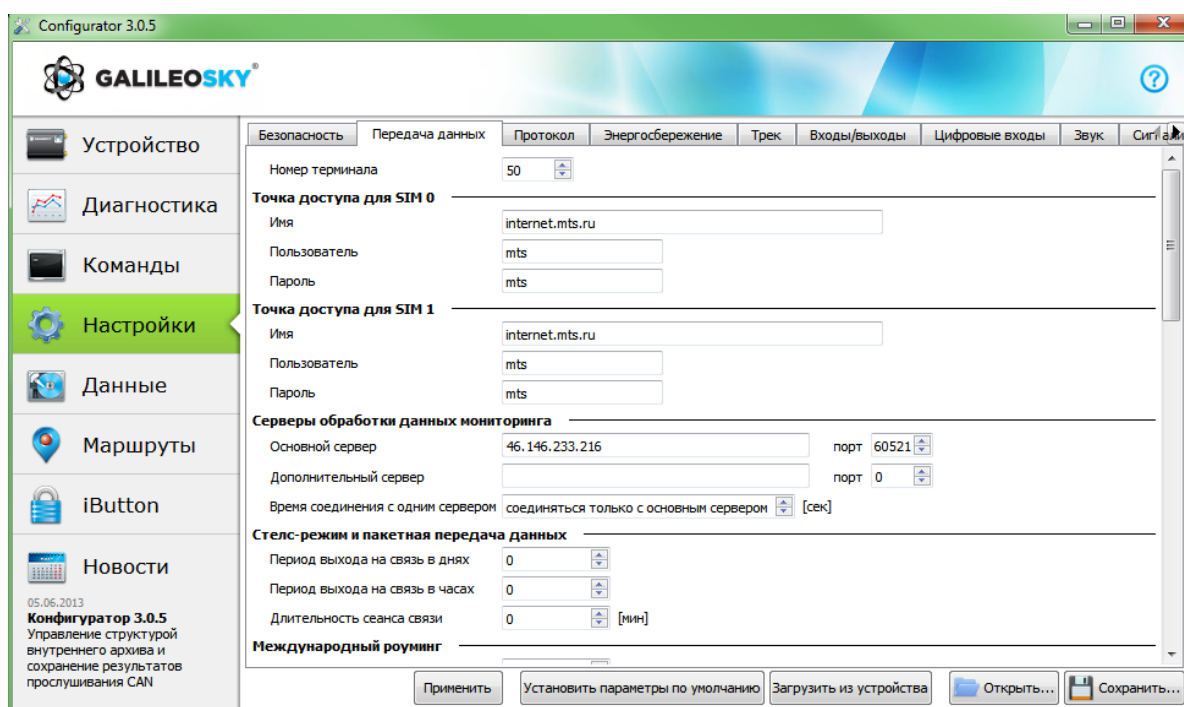 Configurator 3.0.5
GALILEOSKY®
?
Устройство
Диагностика
Команды
Настройки
Данные
Маршруты
iButton
Новости
05.06.2013
Конфигуратор 3.0.5
Управление структурой
внутреннего архива и
сохранение результатов
прослушивания CAN
Безопасность Передача данных Протокол Энергосбережение Трек Входы/выходы Цифровые входы Звук
Номер терминала 50
Точка доступа для SIM 0
Имя internet.mts.ru
Пользователь mts
Пароль mts
Точка доступа для SIM 1
Имя internet.mts.ru
Пользователь mts
Пароль mts
Серверы обработки данных мониторинга
Основной сервер 46.146.233.216 порт 60521
Дополнительный сервер порт 0
Время соединения с одним сервером соединяться только с основным сервером [сек]
Стелс-режим и пакетная передача данных
Период выхода на связь в днях 0
Период выхода на связь в часах 0
Длительность сеанса связи 0 [мин]
Международный роуминг
Применить Установить параметры по умолчанию Загрузить из устройства Открыть... Сохранить...